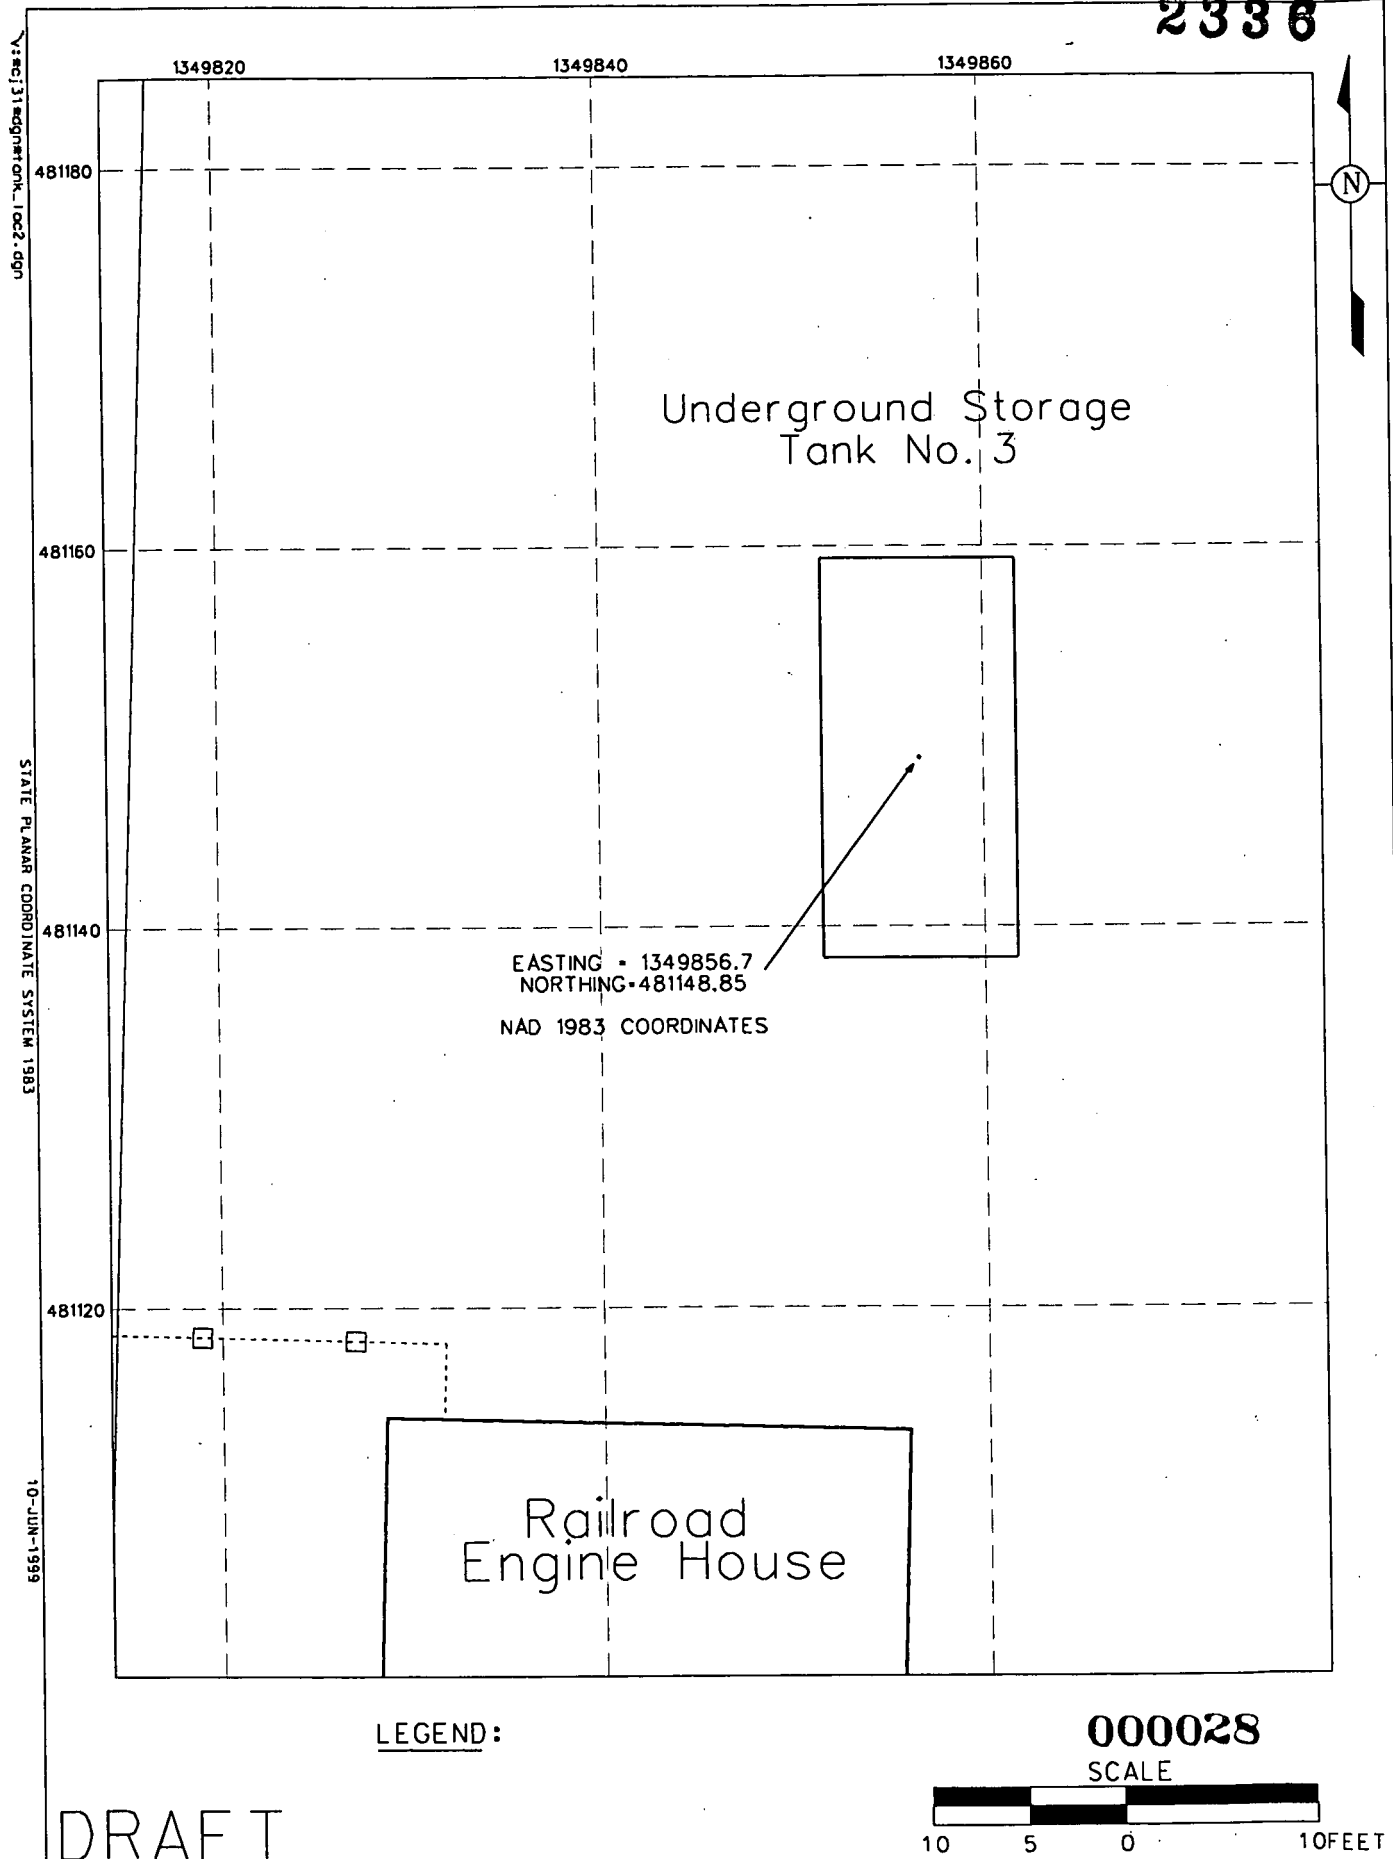 2336
1349820 1349840 1349860
481180
N
Underground Storage
Tank No. 3
481160
481140
EASTING = 1349856.7
NORTHING=481148.85
NAD 1983 COORDINATES
481120
Railroad
Engine House
STATE PLANAR COORDINATE SYSTEM 1983
10-JUN-1999
LEGEND:
000028
SCALE
10 5 0 10FEET
DRAFT